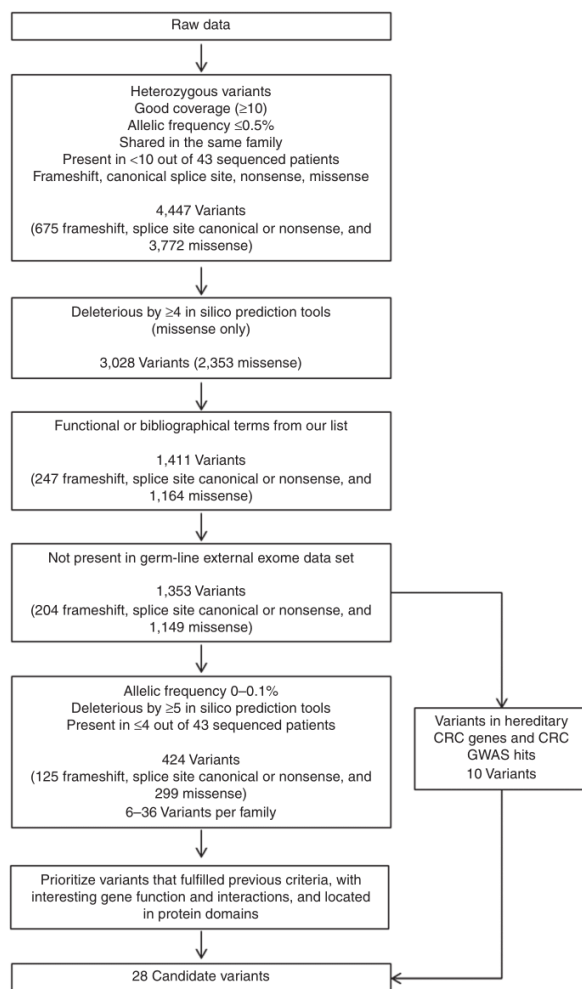 Raw data
Heterozygous variants
Good coverage (≥10)
Allelic frequency ≤0.5%
Shared in the same family
Present in <10 out of 43 sequenced patients
Frameshift, canonical splice site, nonsense, missense
4,447 Variants
(675 frameshift, splice site canonical or nonsense, and
3,772 missense)
Deleterious by ≥4 in silico prediction tools
(missense only)
3,028 Variants (2,353 missense)
Functional or bibliographical terms from our list
1,411 Variants
(247 frameshift, splice site canonical or nonsense, and
1,164 missense)
Not present in germ-line external exome data set
1,353 Variants
(204 frameshift, splice site canonical or nonsense, and
1,149 missense)
Allelic frequency 0–0.1%
Deleterious by ≥5 in silico prediction tools
Present in ≤4 out of 43 sequenced patients
424 Variants
(125 frameshift, splice site canonical or nonsense, and
299 missense)
6–36 Variants per family
Variants in hereditary
CRC genes and CRC
GWAS hits
10 Variants
Prioritize variants that fulfilled previous criteria, with
interesting gene function and interactions, and located
in protein domains
28 Candidate variants